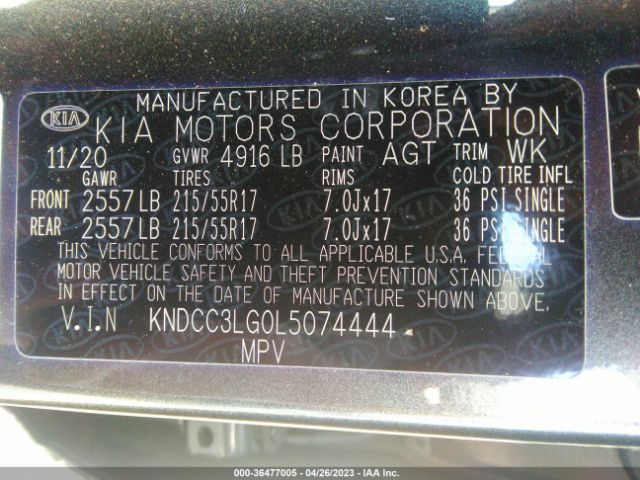 MANUFACTURED IN KOREA BY
KIA KIA MOTORS CORPORATION
11/20 GVWR 4916 LB PAINT AGT TRIM WK
GAWR TIRES RIMS COLD TIRE INFL
FRONT 2557 LB 215/55R17 7.0Jx17 36 PSI SINGLE
REAR 2557 LB 215/55R17 7.0Jx17 36 PSI SINGLE
THIS VEHICLE CONFORMS TO ALL APPLICABLE U.S.A. FEDERAL
MOTOR VEHICLE SAFETY AND THEFT PREVENTION STANDARDS
IN EFFECT ON THE DATE OF MANUFACTURE SHOWN ABOVE.
V.I.N KNDCC3LG0L5074444
MPV
000-36477005 • 04/26/2023 • IAA Inc.